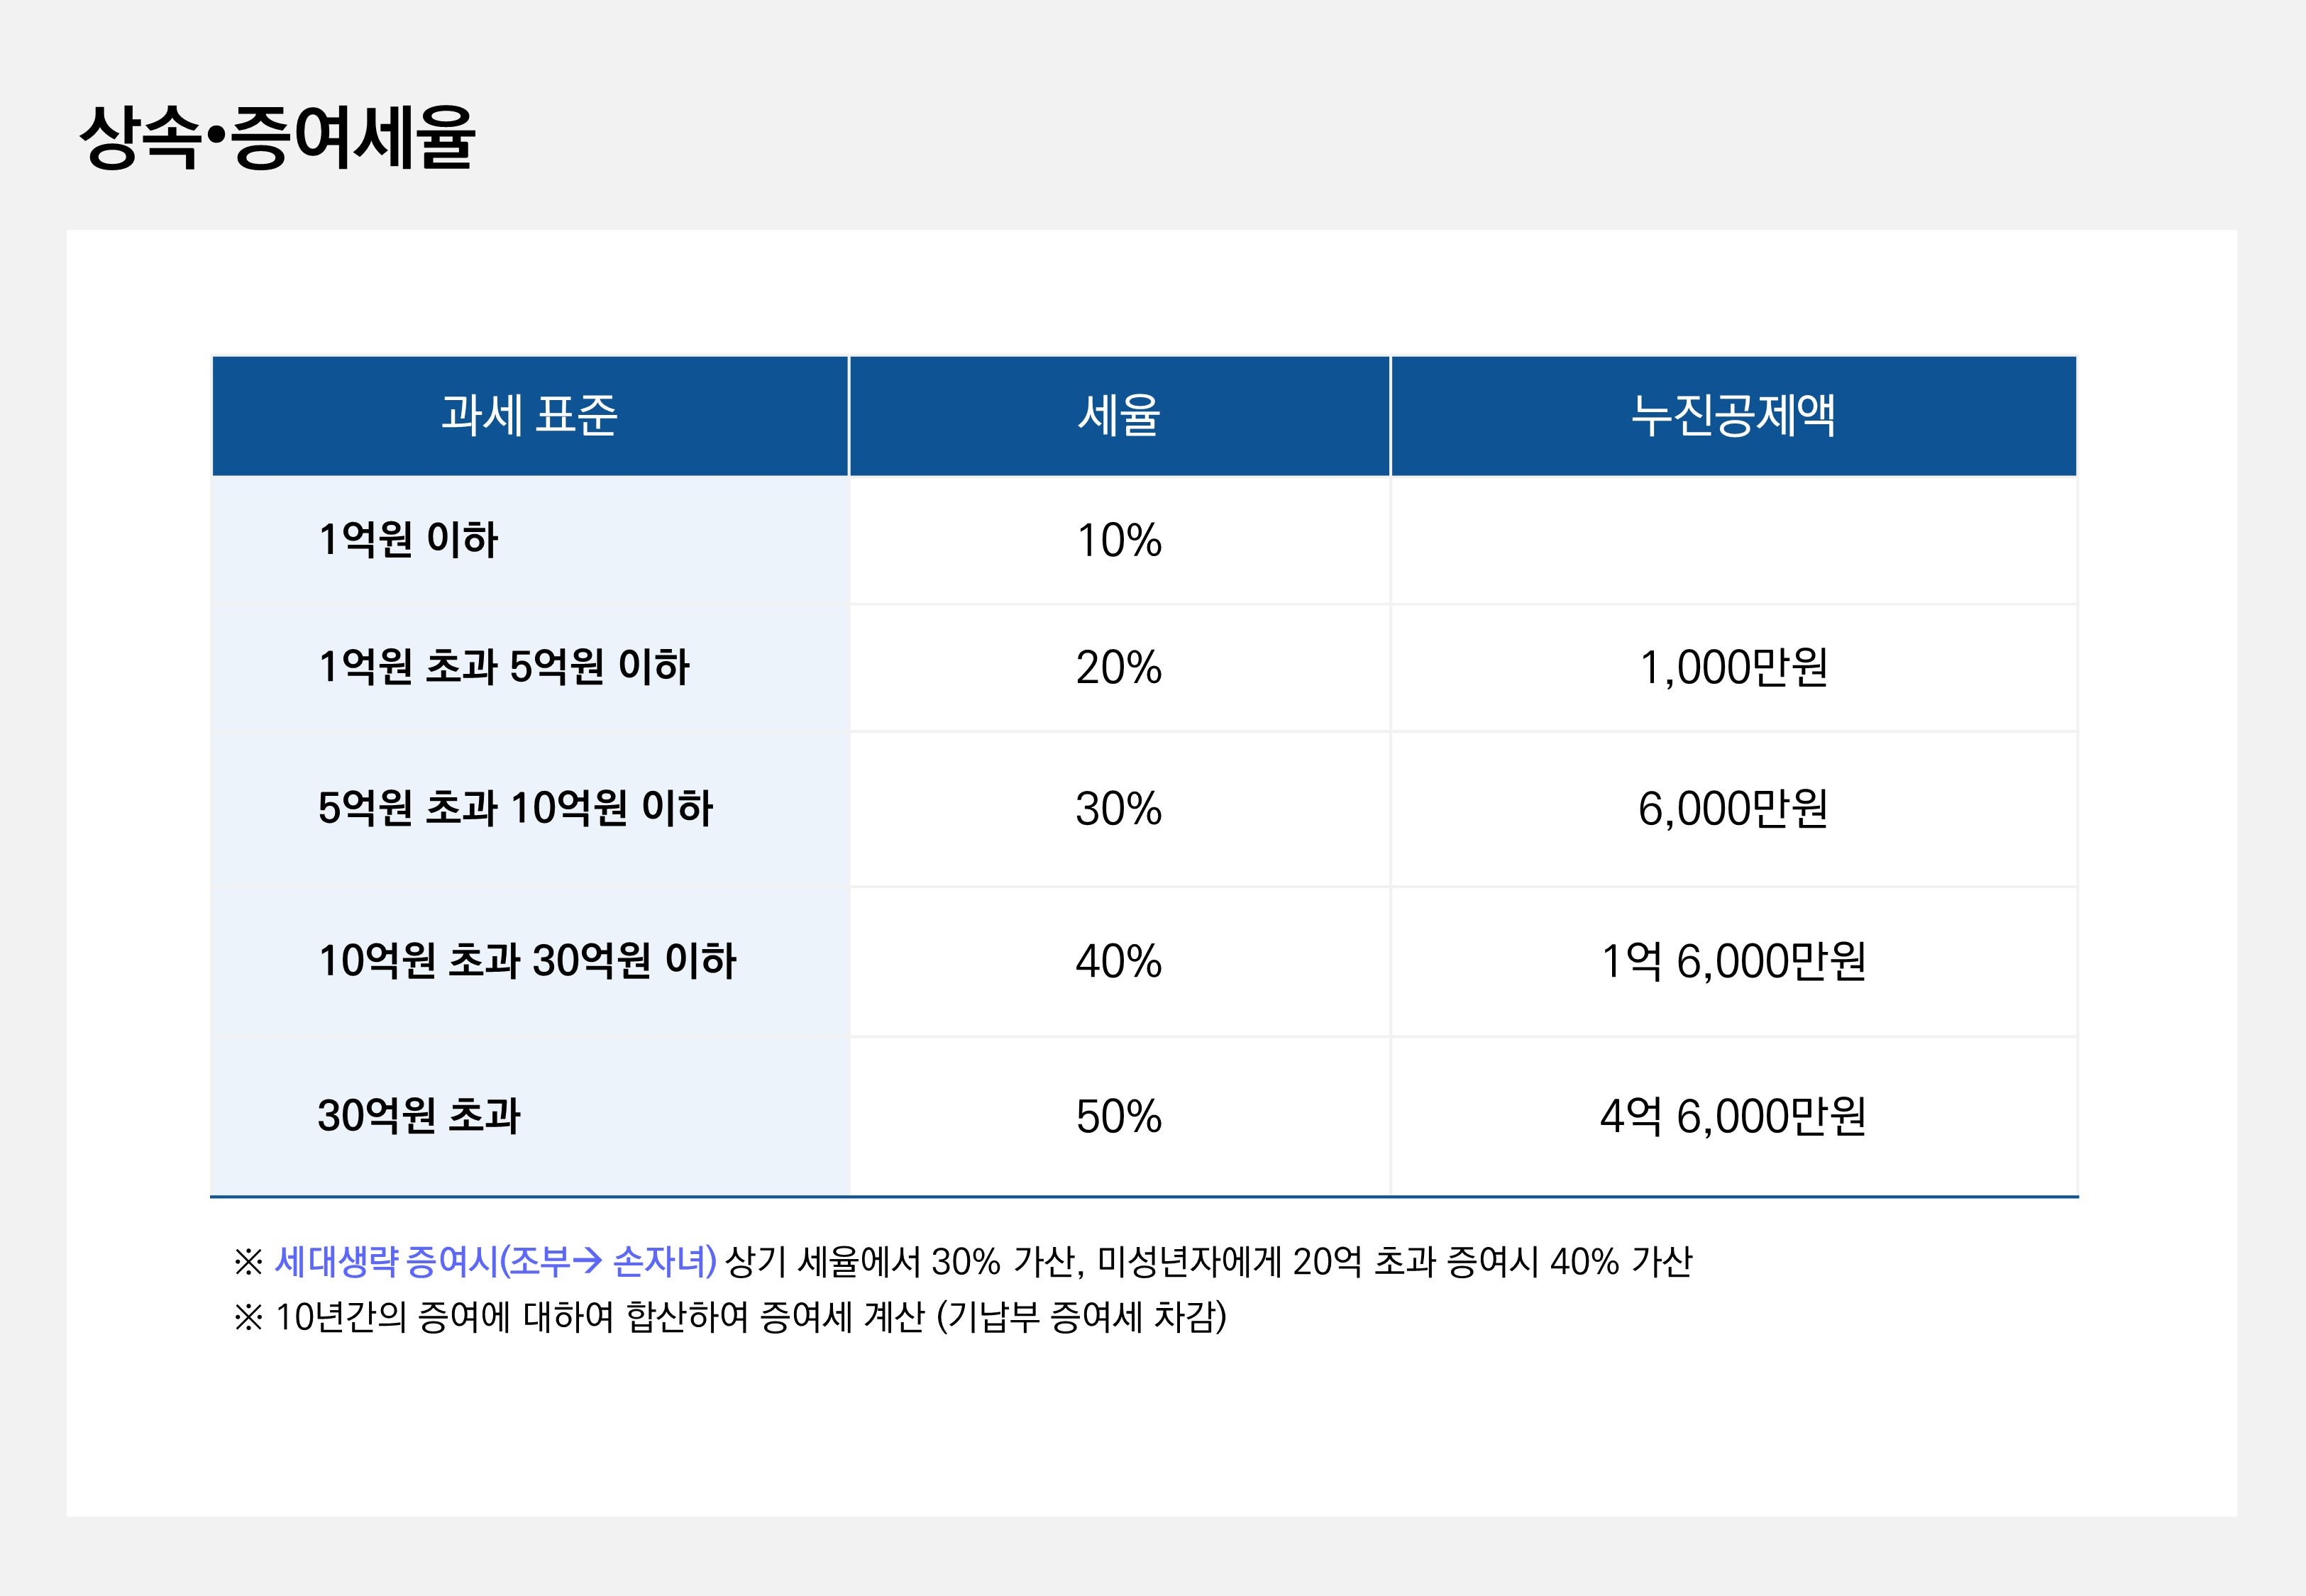 상속•증여세율
과세 표준 세율 누진공제액
1억원 이하 10%
1억원 초과 5억원 이하 20% 1,000만원
5억원 초과 10억원 이하 30% 6,000만원
10억원 초과 30억원 이하 40% 1억 6,000만원
30억원 초과 50% 4억 6,000만원
※ 세대생략 증여시(조부→ 손자녀) 상기 세율에서 30% 가산, 미성년자에게 20억 초과 증여시 40% 가산
※ 10년간의 증여에 대하여 합산하여 증여세 계산 (기납부 증여세 차감)